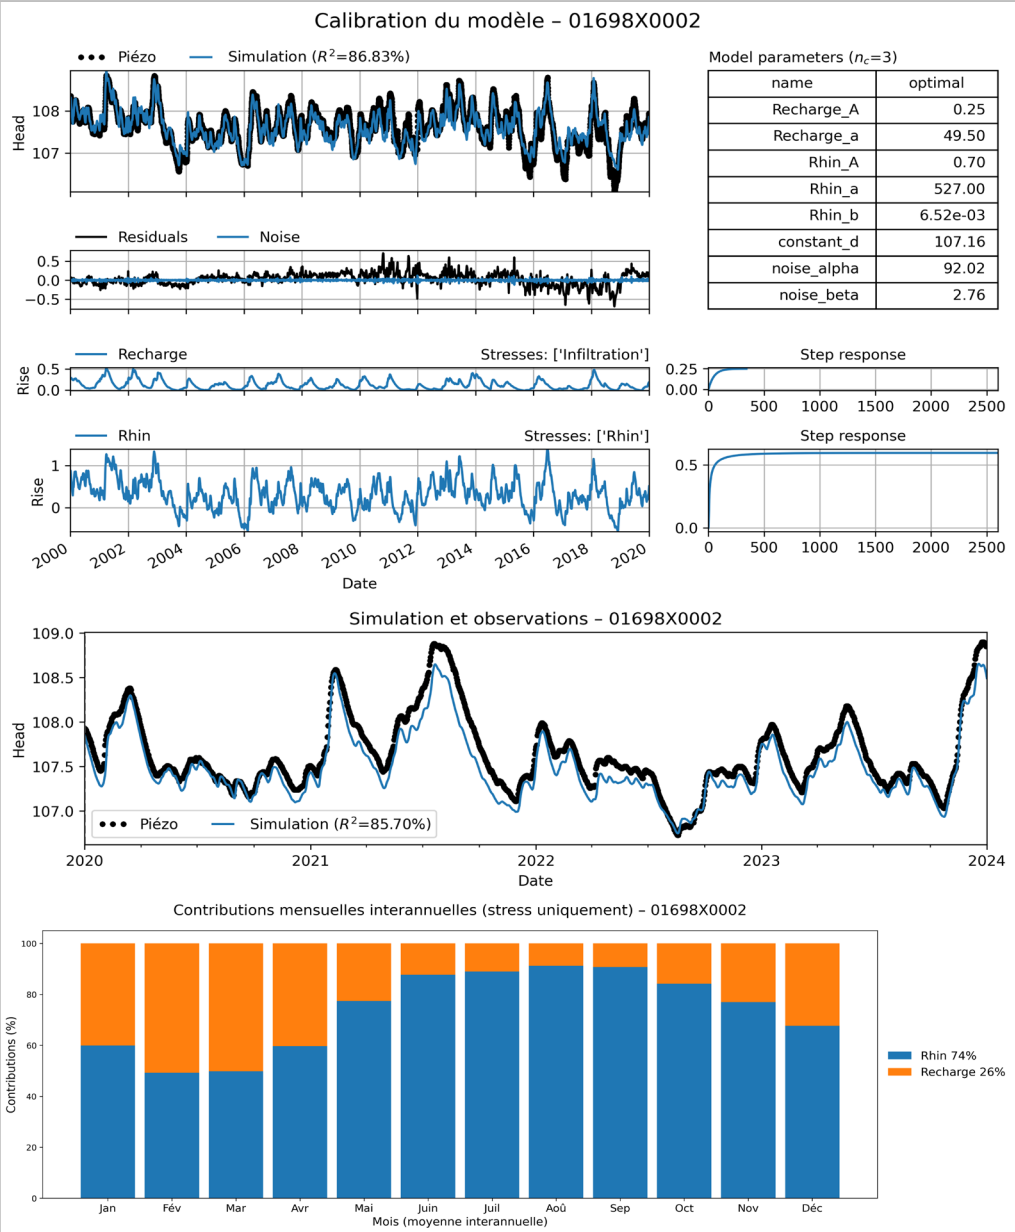 Calibration du modèle – 01698X0002
Piézo Simulation (R²=86.83%)
Head
108
107
Model parameters (n_c=3)
name optimal
Recharge_A 0.25
Recharge_a 49.50
Rhin_A 0.70
Rhin_a 527.00
Rhin_b 6.52e-03
constant_d 107.16
noise_alpha 92.02
noise_beta 2.76
Residuals Noise
0.5
0.0
−0.5
Recharge Stresses: ['Infiltration']
Rise
0.5
0.0
Step response
0.25
0.00
0 500 1000 1500 2000 2500
Rhin Stresses: ['Rhin']
Rise
1
0
2000 2002 2004 2006 2008 2010 2012 2014 2016 2018 2020
Date
Step response
0.5
0.0
0 500 1000 1500 2000 2500
Simulation et observations – 01698X0002
Head
109.0
108.5
108.0
107.5
107.0
Piézo Simulation (R²=85.70%)
2020 2021 2022 2023 2024
Date
Contributions mensuelles interannuelles (stress uniquement) – 01698X0002
Contributions (%)
100
80
60
40
20
0
Rhin 74%
Recharge 26%
Jan Fév Mar Avr Mai Juin Juil Aoû Sep Oct Nov Déc
Mois (moyenne interannuelle)